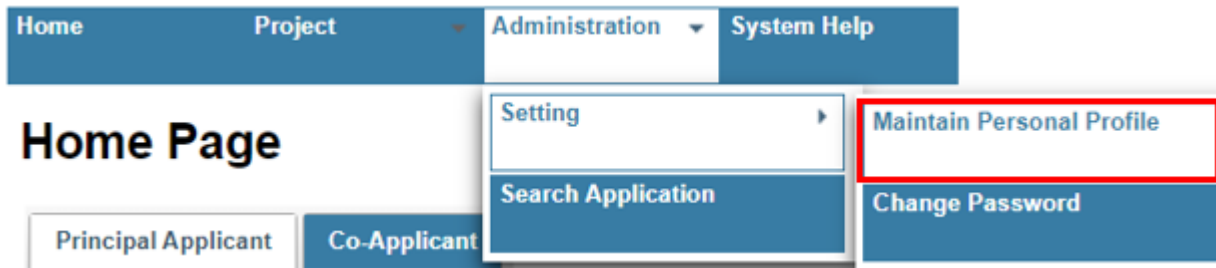 Home Project Administration System Help
Setting Maintain Personal Profile
Home Page
Search Application Change Password
Principal Applicant Co-Applicant